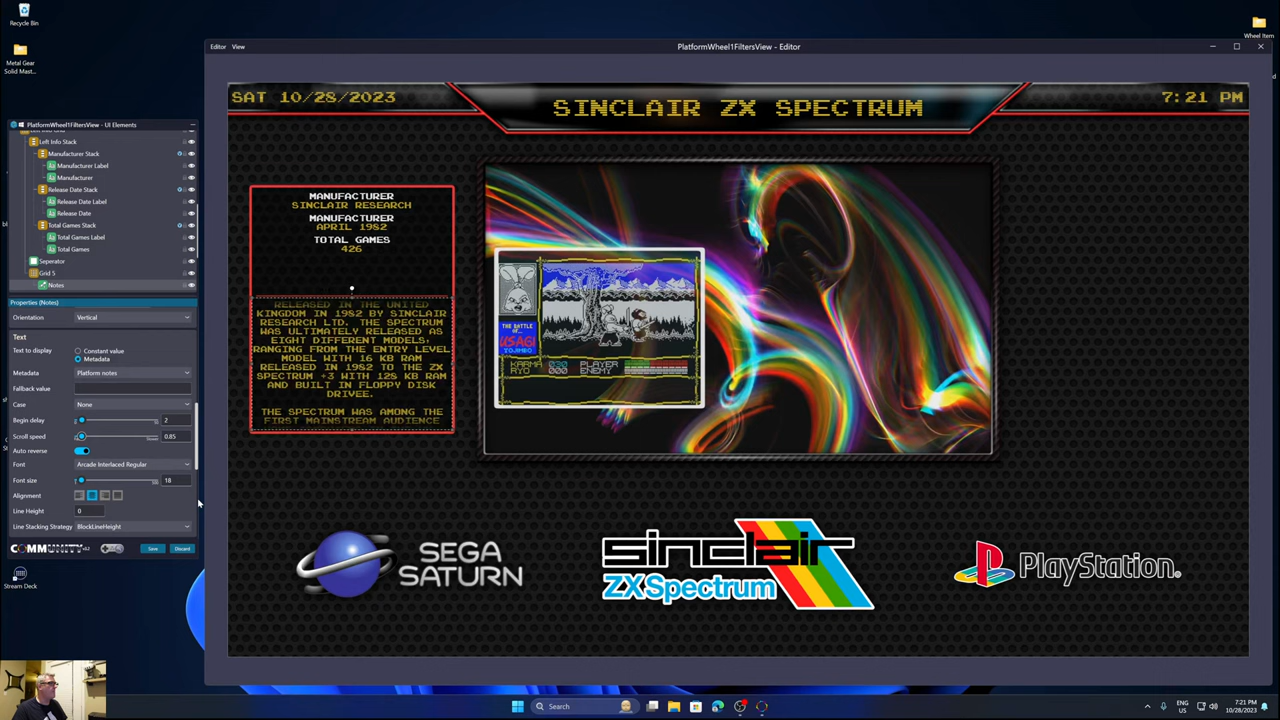 Recycle Bin
Metal Gear
Solid Mast...
Stream Deck
Wheel Item
PlatformWheel1FiltersView - UI Elements
Left Info Stack
Manufacturer Stack
Manufacturer Label
Manufacturer
Release Date Stack
Release Date Label
Release Date
Total Games Stack
Total Games Label
Total Games
Seperator
Grid 5
Notes
Properties (Notes)
Orientation Vertical
Text
Text to display Constant value
Metadata
Metadata Platform notes
Fallback value
Case None
Begin delay 2
Scroll speed 0.85
Auto reverse
Font Arcade Interlaced Regular
Font size 18
Alignment
Line Height 0
Line Stacking Strategy BlockLineHeight
COMMUNITY
Save Discard
Editor View PlatformWheel1FiltersView - Editor
SAT 10/28/2023
SINCLAIR ZX SPECTRUM
7:21 PM
MANUFACTURER
SINCLAIR RESEARCH
MANUFACTURER
APRIL 1982
TOTAL GAMES
426
RELEASED IN THE UNITED
KINGDOM IN 1982 BY SINCLAIR
RESEARCH LTD. THE SPECTRUM
WAS ULTIMATELY RELEASED AS
EIGHT DIFFERENT MODELS,
RANGING FROM THE ENTRY LEVEL
MODEL WITH 16 KB RAM
RELEASED IN 1982 TO THE ZX
SPECTRUM +3 WITH 128 KB RAM
AND BUILT IN FLOPPY DISK
DRIVEE.
THE SPECTRUM WAS AMONG THE
FIRST MAINSTREAM AUDIENCE
THE BATTLE
OF...
USAGI
YOJIMBO
KARMA 030 PLAYER
RYO 000 ENEMY
SEGA
SATURN
sinclair
ZX Spectrum
PlayStation.
Search
ENG
US
7:21 PM
10/28/2023